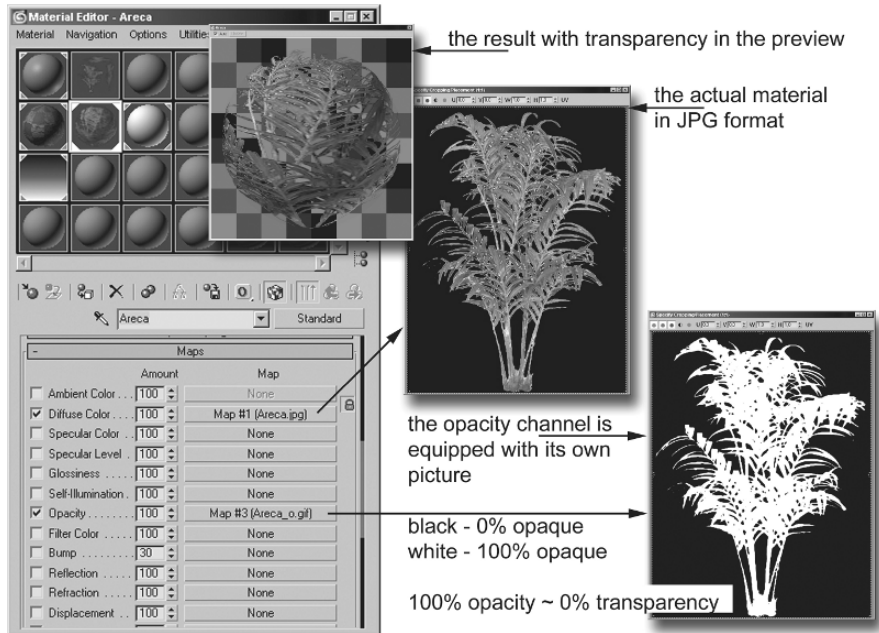 Material Editor - Areca
Material Navigation Options Utilitie
the result with transparency in the preview
the actual material
in JPG format
Areca
Standard
Maps
Amount Map
Ambient Color . . . 100 None
Diffuse Color . . . . 100 Map #1 (Areca.jpg)
Specular Color . . 100 None
Specular Level . . 100 None
Glossiness . . . . . 100 None
Self-Illumination . 100 None
Opacity . . . . . . . 100 Map #3 (Areca_o.gif)
Filter Color . . . . . 100 None
Bump . . . . . . . . . 30 None
Reflection . . . . . 100 None
Refraction . . . . . 100 None
Displacement . . 100 None
the opacity channel is
equipped with its own
picture
black - 0% opaque
white - 100% opaque
100% opacity ~ 0% transparency